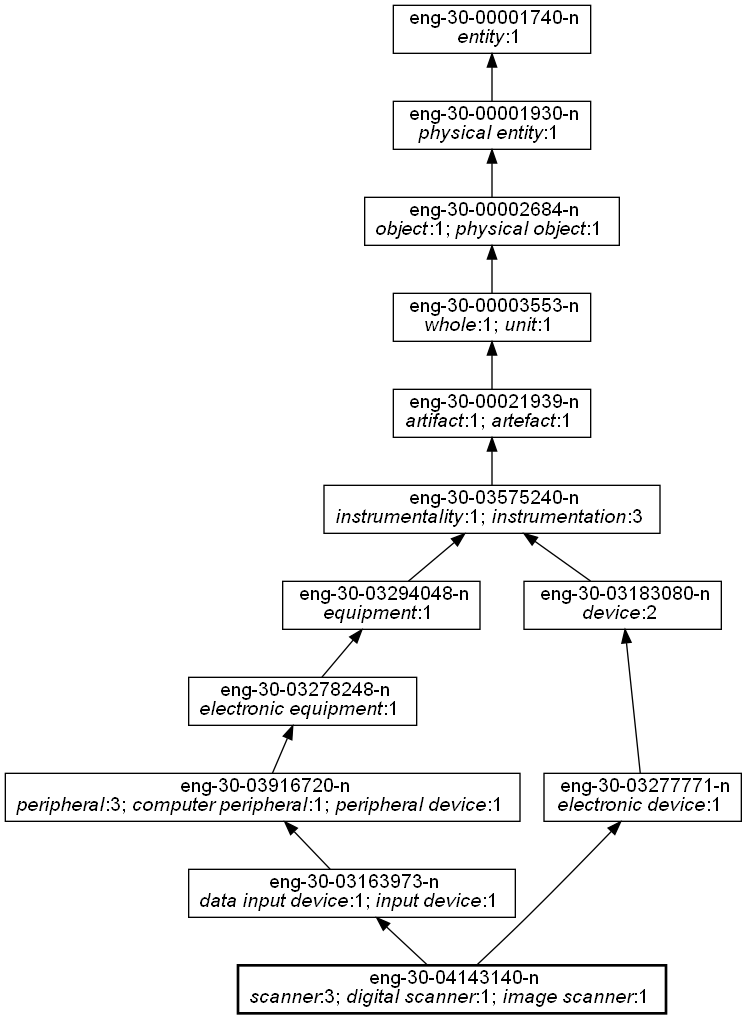 eng-30-00001740-n
entity:1
eng-30-00001930-n
physical entity:1
eng-30-00002684-n
object:1; physical object:1
eng-30-00003553-n
whole:1; unit:1
eng-30-00021939-n
artifact:1; artefact:1
eng-30-03575240-n
instrumentality:1; instrumentation:3
eng-30-03294048-n
equipment:1
eng-30-03183080-n
device:2
eng-30-03278248-n
electronic equipment:1
eng-30-03916720-n
peripheral:3; computer peripheral:1; peripheral device:1
eng-30-03277771-n
electronic device:1
eng-30-03163973-n
data input device:1; input device:1
eng-30-04143140-n
scanner:3; digital scanner:1; image scanner:1